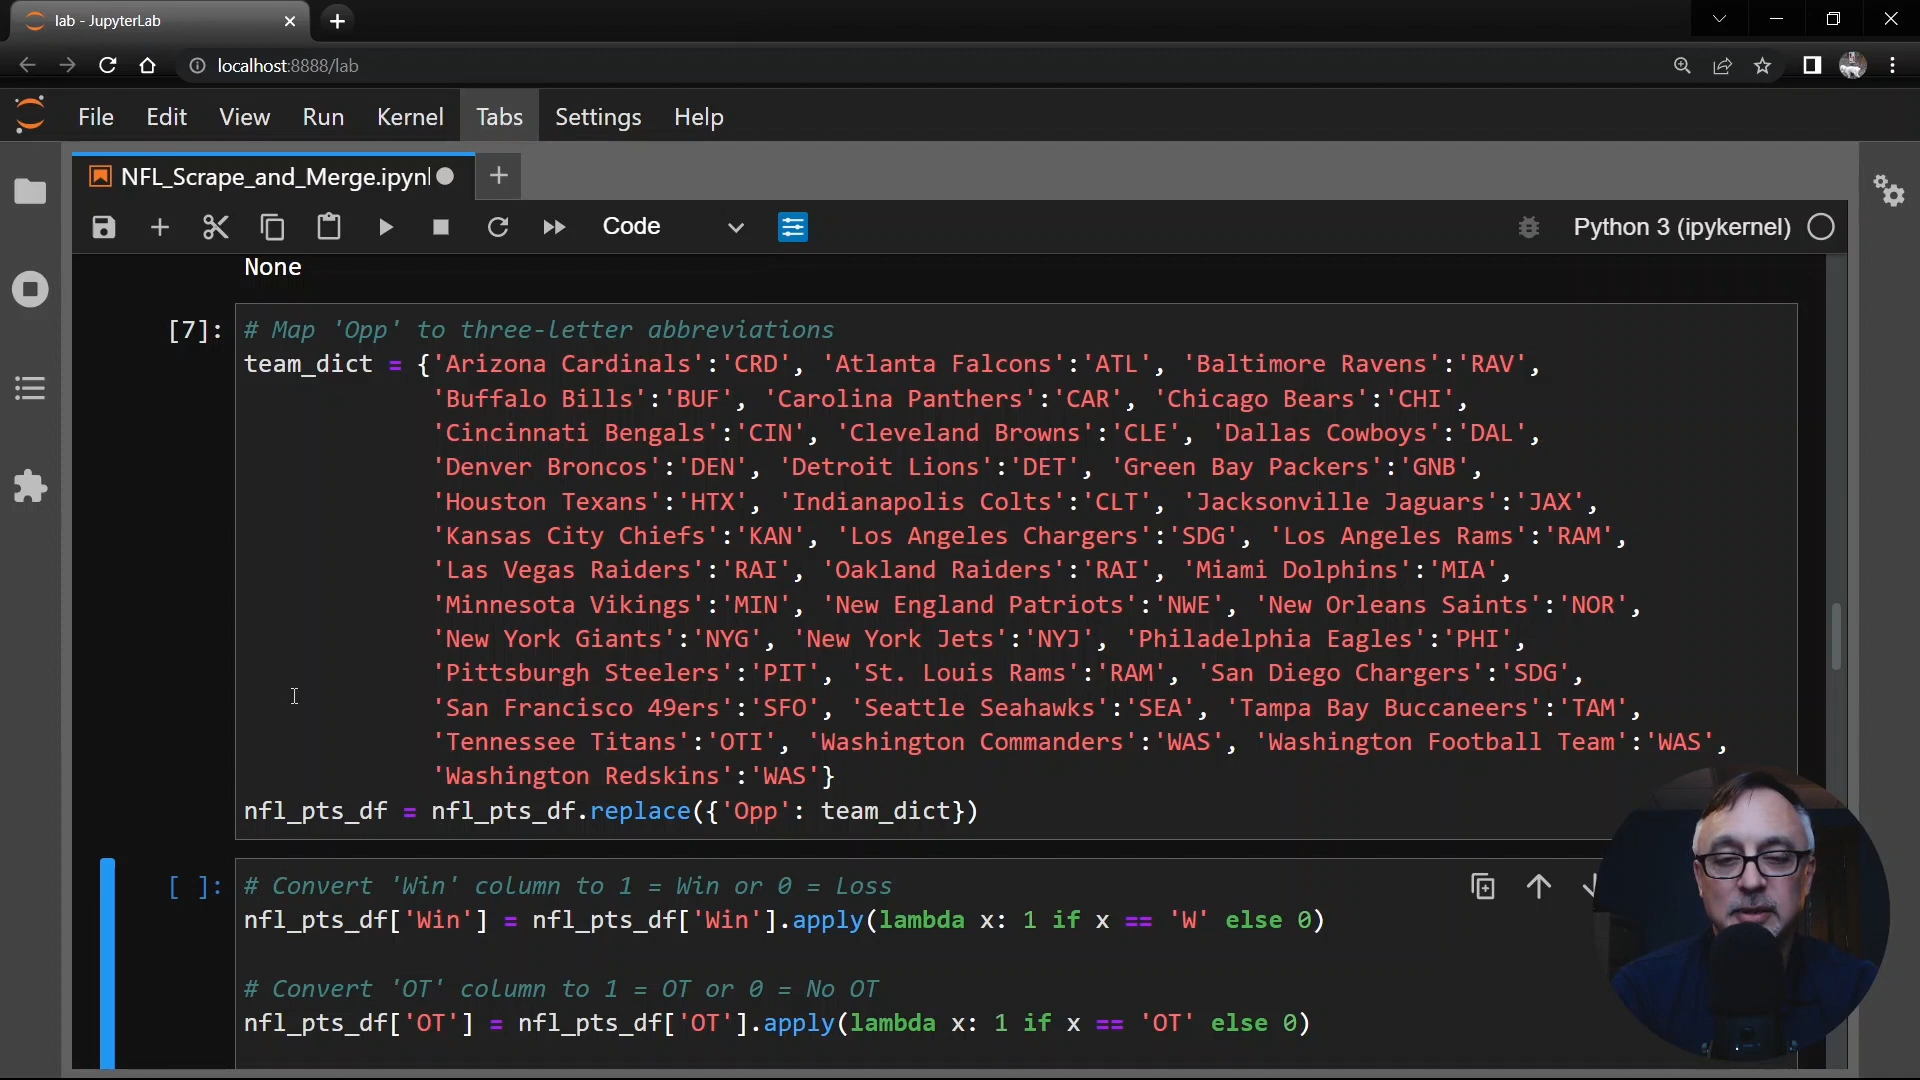 lab - JupyterLab
localhost:8888/lab
File Edit View Run Kernel Tabs Settings Help
NFL_Scrape_and_Merge.ipynl
Code
Python 3 (ipykernel)
None
[7]:
# Map 'Opp' to three-letter abbreviations
team_dict = {'Arizona Cardinals':'CRD', 'Atlanta Falcons':'ATL', 'Baltimore Ravens':'RAV',
'Buffalo Bills':'BUF', 'Carolina Panthers':'CAR', 'Chicago Bears':'CHI',
'Cincinnati Bengals':'CIN', 'Cleveland Browns':'CLE', 'Dallas Cowboys':'DAL',
'Denver Broncos':'DEN', 'Detroit Lions':'DET', 'Green Bay Packers':'GNB',
'Houston Texans':'HTX', 'Indianapolis Colts':'CLT', 'Jacksonville Jaguars':'JAX',
'Kansas City Chiefs':'KAN', 'Los Angeles Chargers':'SDG', 'Los Angeles Rams':'RAM',
'Las Vegas Raiders':'RAI', 'Oakland Raiders':'RAI', 'Miami Dolphins':'MIA',
'Minnesota Vikings':'MIN', 'New England Patriots':'NWE', 'New Orleans Saints':'NOR',
'New York Giants':'NYG', 'New York Jets':'NYJ', 'Philadelphia Eagles':'PHI',
'Pittsburgh Steelers':'PIT', 'St. Louis Rams':'RAM', 'San Diego Chargers':'SDG',
'San Francisco 49ers':'SFO', 'Seattle Seahawks':'SEA', 'Tampa Bay Buccaneers':'TAM',
'Tennessee Titans':'OTI', 'Washington Commanders':'WAS', 'Washington Football Team':'WAS',
'Washington Redskins':'WAS'}
nfl_pts_df = nfl_pts_df.replace({'Opp': team_dict})
[ ]:
# Convert 'Win' column to 1 = Win or 0 = Loss
nfl_pts_df['Win'] = nfl_pts_df['Win'].apply(lambda x: 1 if x == 'W' else 0)
# Convert 'OT' column to 1 = OT or 0 = No OT
nfl_pts_df['OT'] = nfl_pts_df['OT'].apply(lambda x: 1 if x == 'OT' else 0)